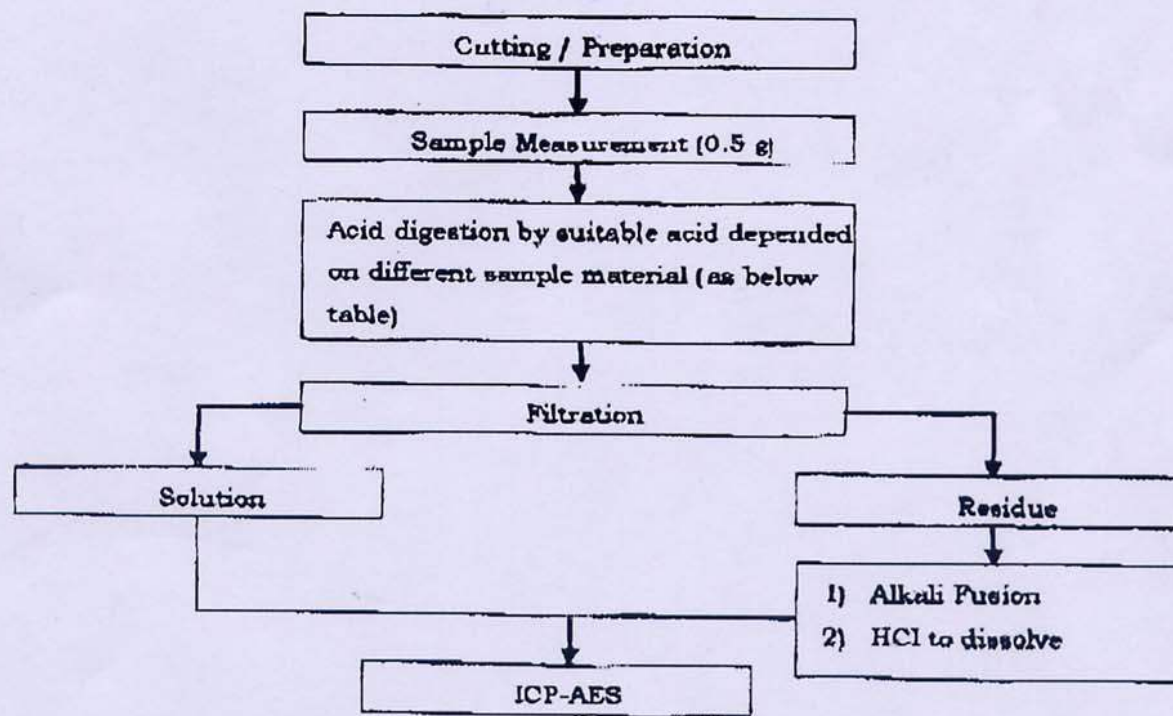 Cutting / Preparation
Sample Measurement (0.5 g)
Acid digestion by suitable acid depended
on different sample material (as below
table)
Filtration
Solution
Residue
1) Alkali Fusion
2) HCl to dissolve
ICP-AES